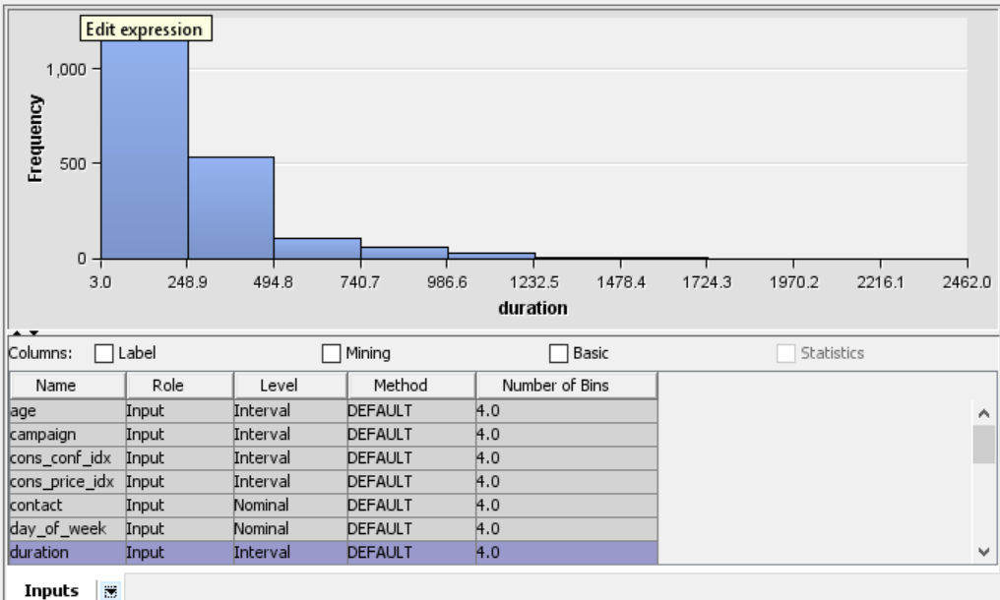 Edit expression
1,000
500
0
Frequency
3.0 248.9 494.8 740.7 986.6 1232.5 1478.4 1724.3 1970.2 2216.1 2462.0
duration
Columns: Label Mining Basic Statistics
Name Role Level Method Number of Bins
age Input Interval DEFAULT 4.0
campaign Input Interval DEFAULT 4.0
cons_conf_idx Input Interval DEFAULT 4.0
cons_price_idx Input Interval DEFAULT 4.0
contact Input Nominal DEFAULT 4.0
day_of_week Input Nominal DEFAULT 4.0
duration Input Interval DEFAULT 4.0
Inputs